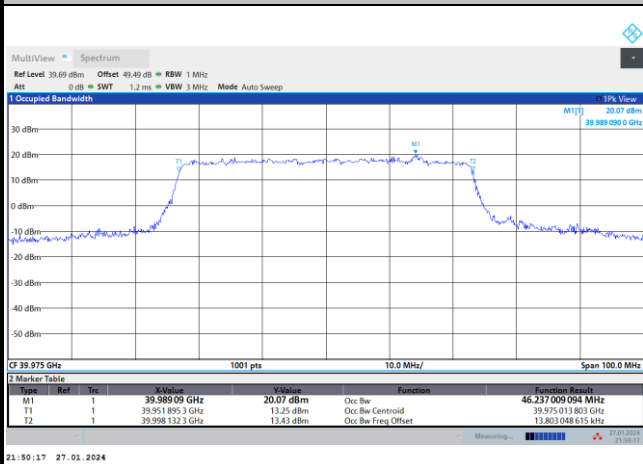 MultiView Spectrum
Ref Level 39.69 dBm Offset 49.49 dB RBW 1 MHz
Att 0 dB SWT 1.2 ms VBW 3 MHz Mode Auto Sweep
1 Occupied Bandwidth 1Pk View
M1[1] 20.07 dBm
39.989 090 0 GHz
30 dBm
M1
20 dBm
T1 T2
10 dBm
0 dBm
-10 dBm
-20 dBm
-30 dBm
-40 dBm
-50 dBm
CF 39.975 GHz 1001 pts 10.0 MHz/ Span 100.0 MHz
2 Marker Table
Type Ref Trc X-Value Y-Value Function Function Result
M1 1 39.989 09 GHz 20.07 dBm Occ Bw 46.237 009 094 MHz
T1 1 39.951 895 3 GHz 13.25 dBm Occ Bw Centroid 39.975 013 803 GHz
T2 1 39.998 132 3 GHz 13.43 dBm Occ Bw Freq Offset 13.803 048 615 kHz
Measuring... 27.01.2024
21:50:17
21:50:17 27.01.2024